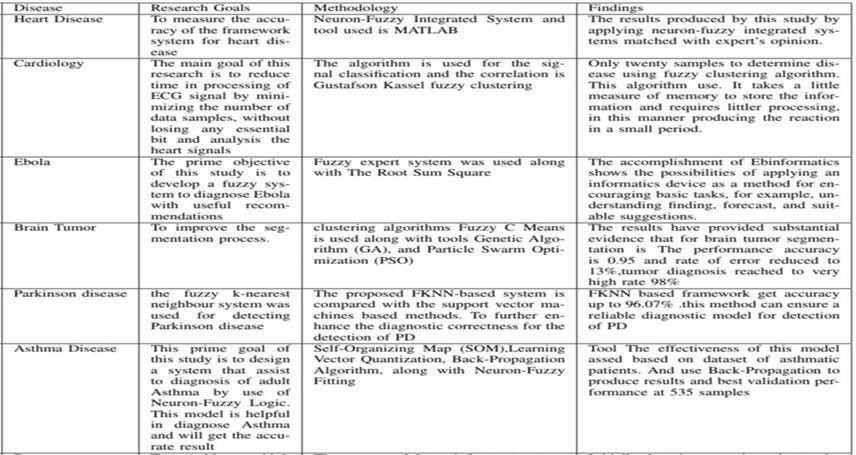 Disease
Research Goals
Methodology
Findings
Heart Disease
To measure the accu-
racy of the framework
system for heart dis-
ease
Neuron-Fuzzy Integrated System and
tool used is MATLAB
The results produced by this study by
applying neuron-fuzzy integrated sys-
tems matched with expert's opinion.
Cardiology
The main goal of this
research is to reduce
time in processing of
ECG signal by mini-
mizing the number of
data samples, without
losing any essential
bit and analysis the
heart signals
The algorithm is used for the sig-
nal classification and the correlation is
Gustafson Kassel fuzzy clustering
Only twenty samples to determine dis-
ease using fuzzy clustering algorithm.
This algorithm use. It takes a little
measure of memory to store the infor-
mation and requires littler processing,
in this manner producing the reaction
in a small period.
Ebola
The prime objective
of this study is to
develop a fuzzy sys-
tem to diagnose Ebola
with useful recom-
mendations
Fuzzy expert system was used along
with The Root Sum Square
The accomplishment of Ebinformatics
shows the possibilities of applying an
informatics device as a method for en-
couraging basic tasks, for example, un-
derstanding finding, forecast, and suit-
able suggestions.
Brain Tumor
To improve the seg-
mentation process.
clustering algorithms Fuzzy C Means
is used along with tools Genetic Algo-
rithm (GA), and Particle Swarm Opti-
mization (PSO)
The results have provided substantial
evidence that for brain tumor segmen-
tation is The performance accuracy
is 0.95 and rate of error reduced to
13%,tumor diagnosis reached to very
high rate 98%
Parkinson disease
the fuzzy k-nearest
neighbour system was
used for detecting
Parkinson disease
The proposed FKNN-based system is
compared with the support vector ma-
chines based methods. To further en-
hance the diagnostic correctness for the
detection of PD
FKNN based framework get accuracy
up to 96.07% .this method can ensure a
reliable diagnostic model for detection
of PD
Asthma Disease
This prime goal of
this study is to design
a system that assist
to diagnosis of adult
Asthma by use of
Neuron-Fuzzy Logic.
This model is helpful
in diagnose Asthma
and will get the accu-
rate result
Self-Organizing Map (SOM),Learning
Vector Quantization, Back-Propagation
Algorithm, along with Neuron-Fuzzy
Fitting
Tool The effectiveness of this model
assed based on dataset of asthmatic
patients. And use Back-Propagation to
produce results and best validation per-
formance at 535 samples